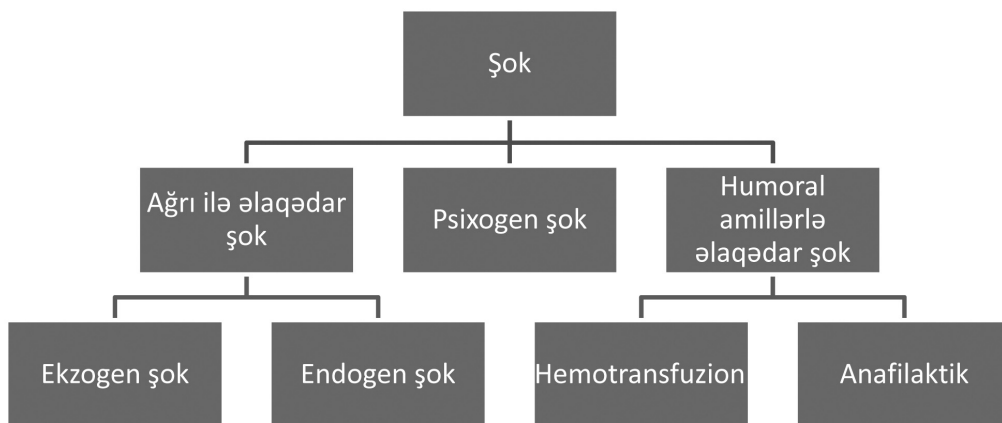 Şok
Ağrı ilə əlaqədar
şok
Psixogen şok
Humoral
amillərlə
əlaqədar şok
Ekzogen şok
Endogen şok
Hemotransfuzion
Anafilaktik